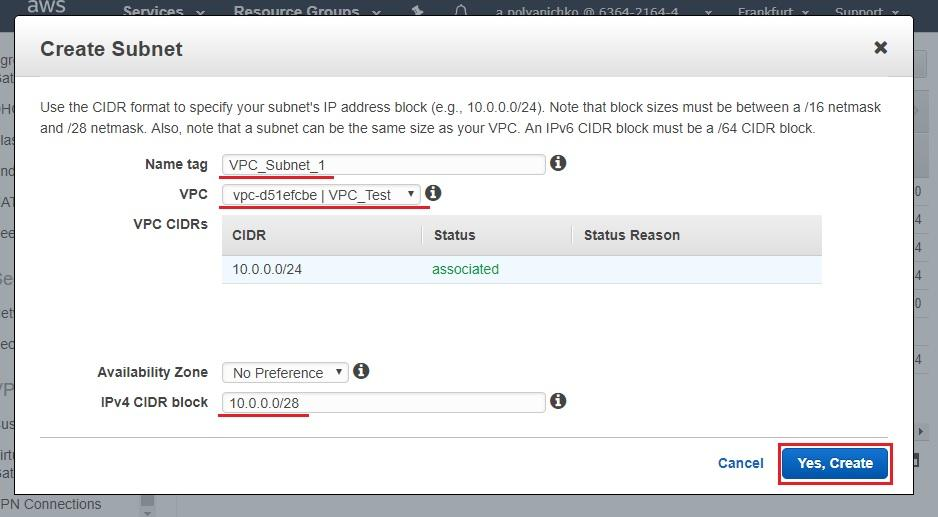 aws
Services
Resource Groups
a.polyanichko @ 6364-2164-4
Frankfurt
Support
Create Subnet
Use the CIDR format to specify your subnet's IP address block (e.g., 10.0.0.0/24). Note that block sizes must be between a /16 netmask
and /28 netmask. Also, note that a subnet can be the same size as your VPC. An IPv6 CIDR block must be a /64 CIDR block.
Name tag VPC_Subnet_1
VPC vpc-d51efcbe | VPC_Test
VPC CIDRs
CIDR Status Status Reason
10.0.0.0/24 associated
Availability Zone No Preference
IPv4 CIDR block 10.0.0.0/28
Cancel Yes, Create
PN Connections